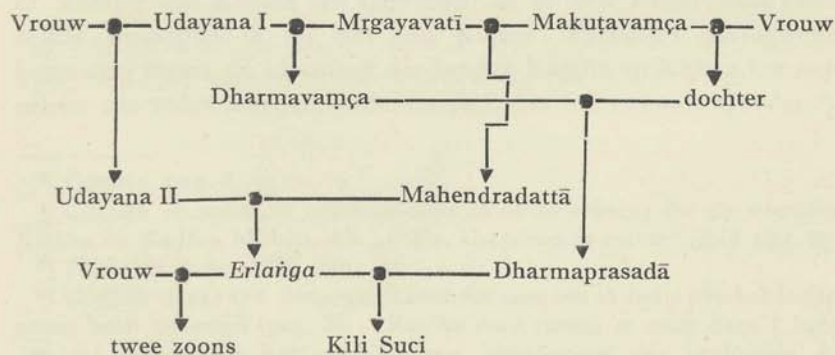 Vrouw Udayana I Mṛgayavatī Makuṭavaṃça Vrouw
Dharmavaṃça dochter
Udayana II Mahendradattā
Vrouw Erlaṅga Dharmaprasadā
twee zoons Kili Suci